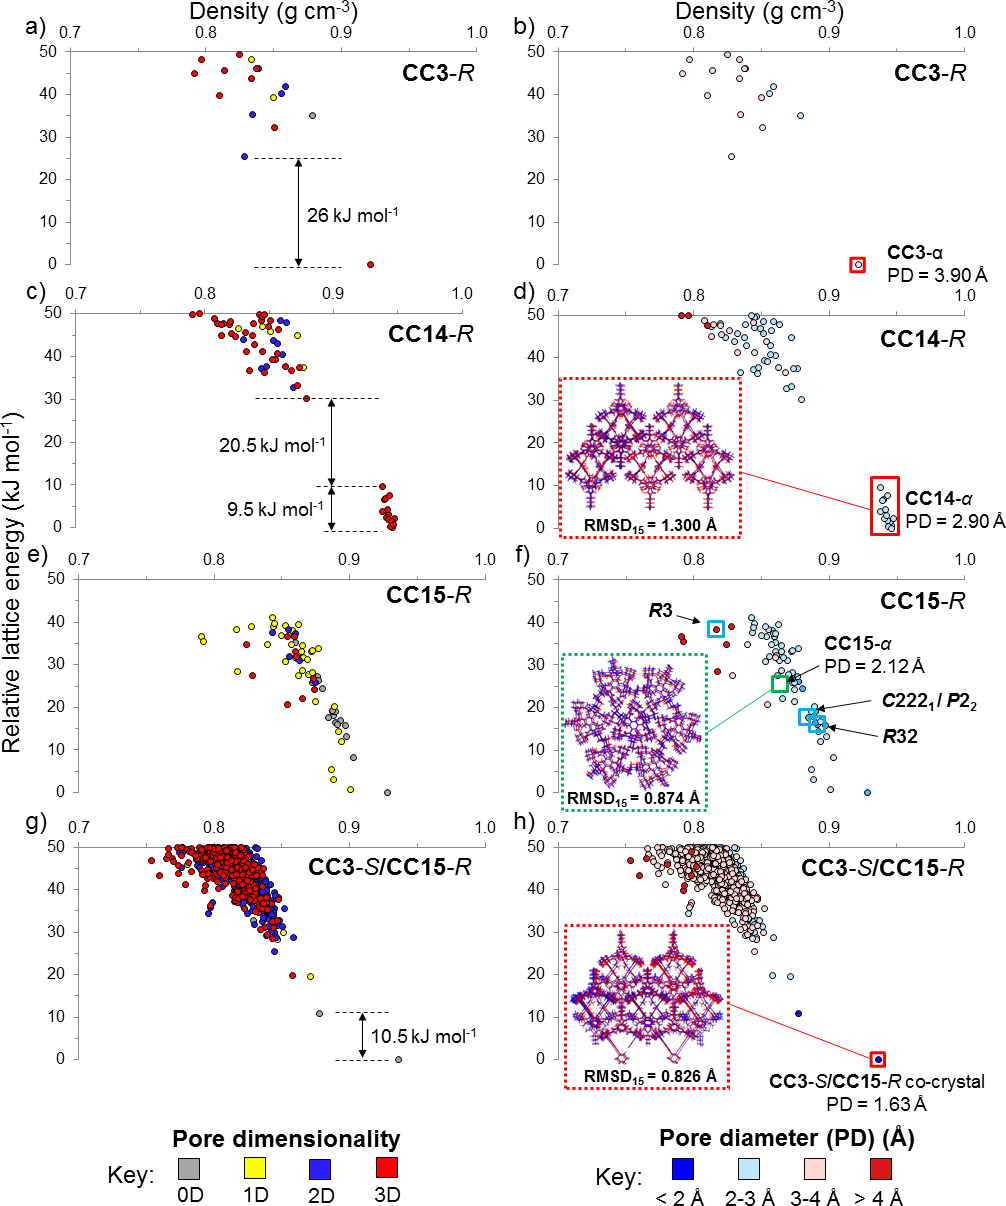 Density (g cm-3)
Density (g cm-3)
a)
0.7
0.8
0.9
1.0
b)
0.7
0.8
0.9
1.0
50
40
30
20
10
0
CC3-R
26 kJ mol-1
50
40
30
20
10
0
CC3-R
CC3-α
PD = 3.90 Å
c)
0.7
0.8
0.9
1.0
d)
0.7
0.8
0.9
1.0
50
40
30
20
10
0
CC14-R
20.5 kJ mol-1
9.5 kJ mol-1
50
40
30
20
10
0
CC14-R
RMSD15 = 1.300 Å
CC14-α
PD = 2.90 Å
Relative lattice energy (kJ mol-1)
e)
0.7
0.8
0.9
1.0
f)
0.7
0.8
0.9
1.0
50
40
30
20
10
0
CC15-R
50
40
30
20
10
0
CC15-R
R3
CC15-α
PD = 2.12 Å
C2221/ P22
R32
RMSD15 = 0.874 Å
g)
0.7
0.8
0.9
1.0
h)
0.7
0.8
0.9
1.0
50
40
30
20
10
0
CC3-S/CC15-R
10.5 kJ mol-1
50
40
30
20
10
0
CC3-S/CC15-R
RMSD15 = 0.826 Å
CC3-S/CC15-R co-crystal
PD = 1.63 Å
Pore dimensionality
Key:
0D
1D
2D
3D
Pore diameter (PD) (Å)
Key:
< 2 Å
2-3 Å
3-4 Å
> 4 Å